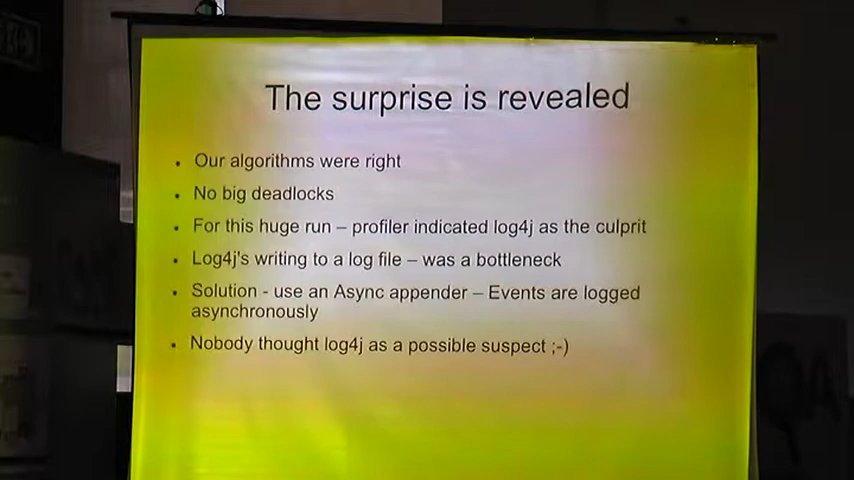 The surprise is revealed
• Our algorithms were right
• No big deadlocks
• For this huge run – profiler indicated log4j as the culprit
• Log4j's writing to a log file – was a bottleneck
• Solution - use an Async appender – Events are logged
asynchronously
• Nobody thought log4j as a possible suspect ;-)
QA